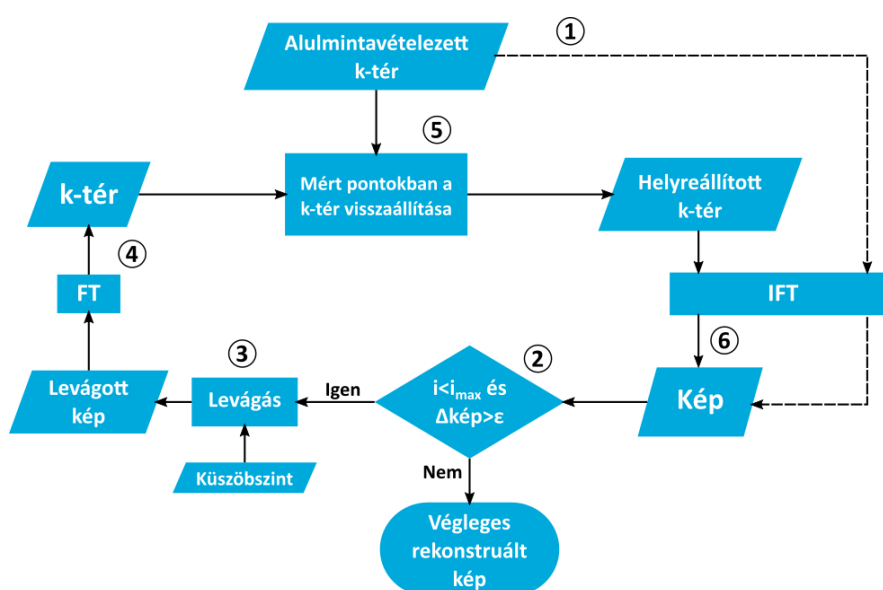 ①
Alulmintavételezett
k-tér
⑤
k-tér
Mért pontokban a
k-tér visszaállítása
Helyreállított
k-tér
④
FT
IFT
⑥
③
②
Levágott
kép
Levágás
Igen
i<imax és
Δkép>ε
Kép
Küszöbszint
Nem
Végleges
rekonstruált
kép